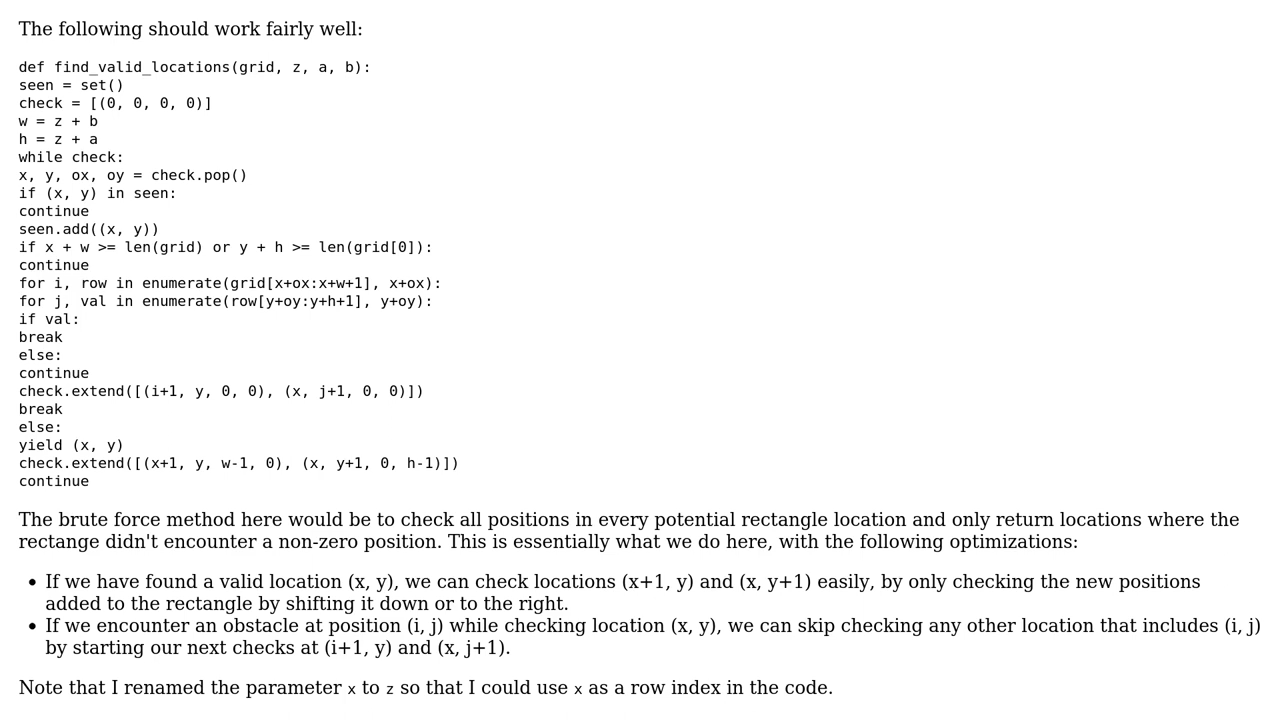 The following should work fairly well:
def find_valid_locations(grid, z, a, b):
seen = set()
check = [(0, 0, 0, 0)]
w = z + b
h = z + a
while check:
x, y, ox, oy = check.pop()
if (x, y) in seen:
continue
seen.add((x, y))
if x + w >= len(grid) or y + h >= len(grid[0]):
continue
for i, row in enumerate(grid[x+ox:x+w+1], x+ox):
for j, val in enumerate(row[y+oy:y+h+1], y+oy):
if val:
break
else:
continue
check.extend([(i+1, y, 0, 0), (x, j+1, 0, 0)])
break
else:
yield (x, y)
check.extend([(x+1, y, w-1, 0), (x, y+1, 0, h-1)])
continue
The brute force method here would be to check all positions in every potential rectangle location and only return locations where the
rectange didn't encounter a non-zero position. This is essentially what we do here, with the following optimizations:
• If we have found a valid location (x, y), we can check locations (x+1, y) and (x, y+1) easily, by only checking the new positions
added to the rectangle by shifting it down or to the right.
• If we encounter an obstacle at position (i, j) while checking location (x, y), we can skip checking any other location that includes (i, j)
by starting our next checks at (i+1, y) and (x, j+1).
Note that I renamed the parameter x to z so that I could use x as a row index in the code.